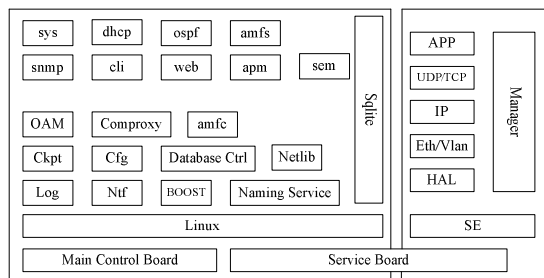 sys dhcp ospf amfs
snmp cli web apm sem
OAM Comproxy amfc
Ckpt Cfg Database Ctrl Netlib
Log Ntf BOOST Naming Service
Sqlite
Linux
APP
UDP/TCP
IP
Eth/Vlan
HAL
Manager
SE
Main Control Board Service Board